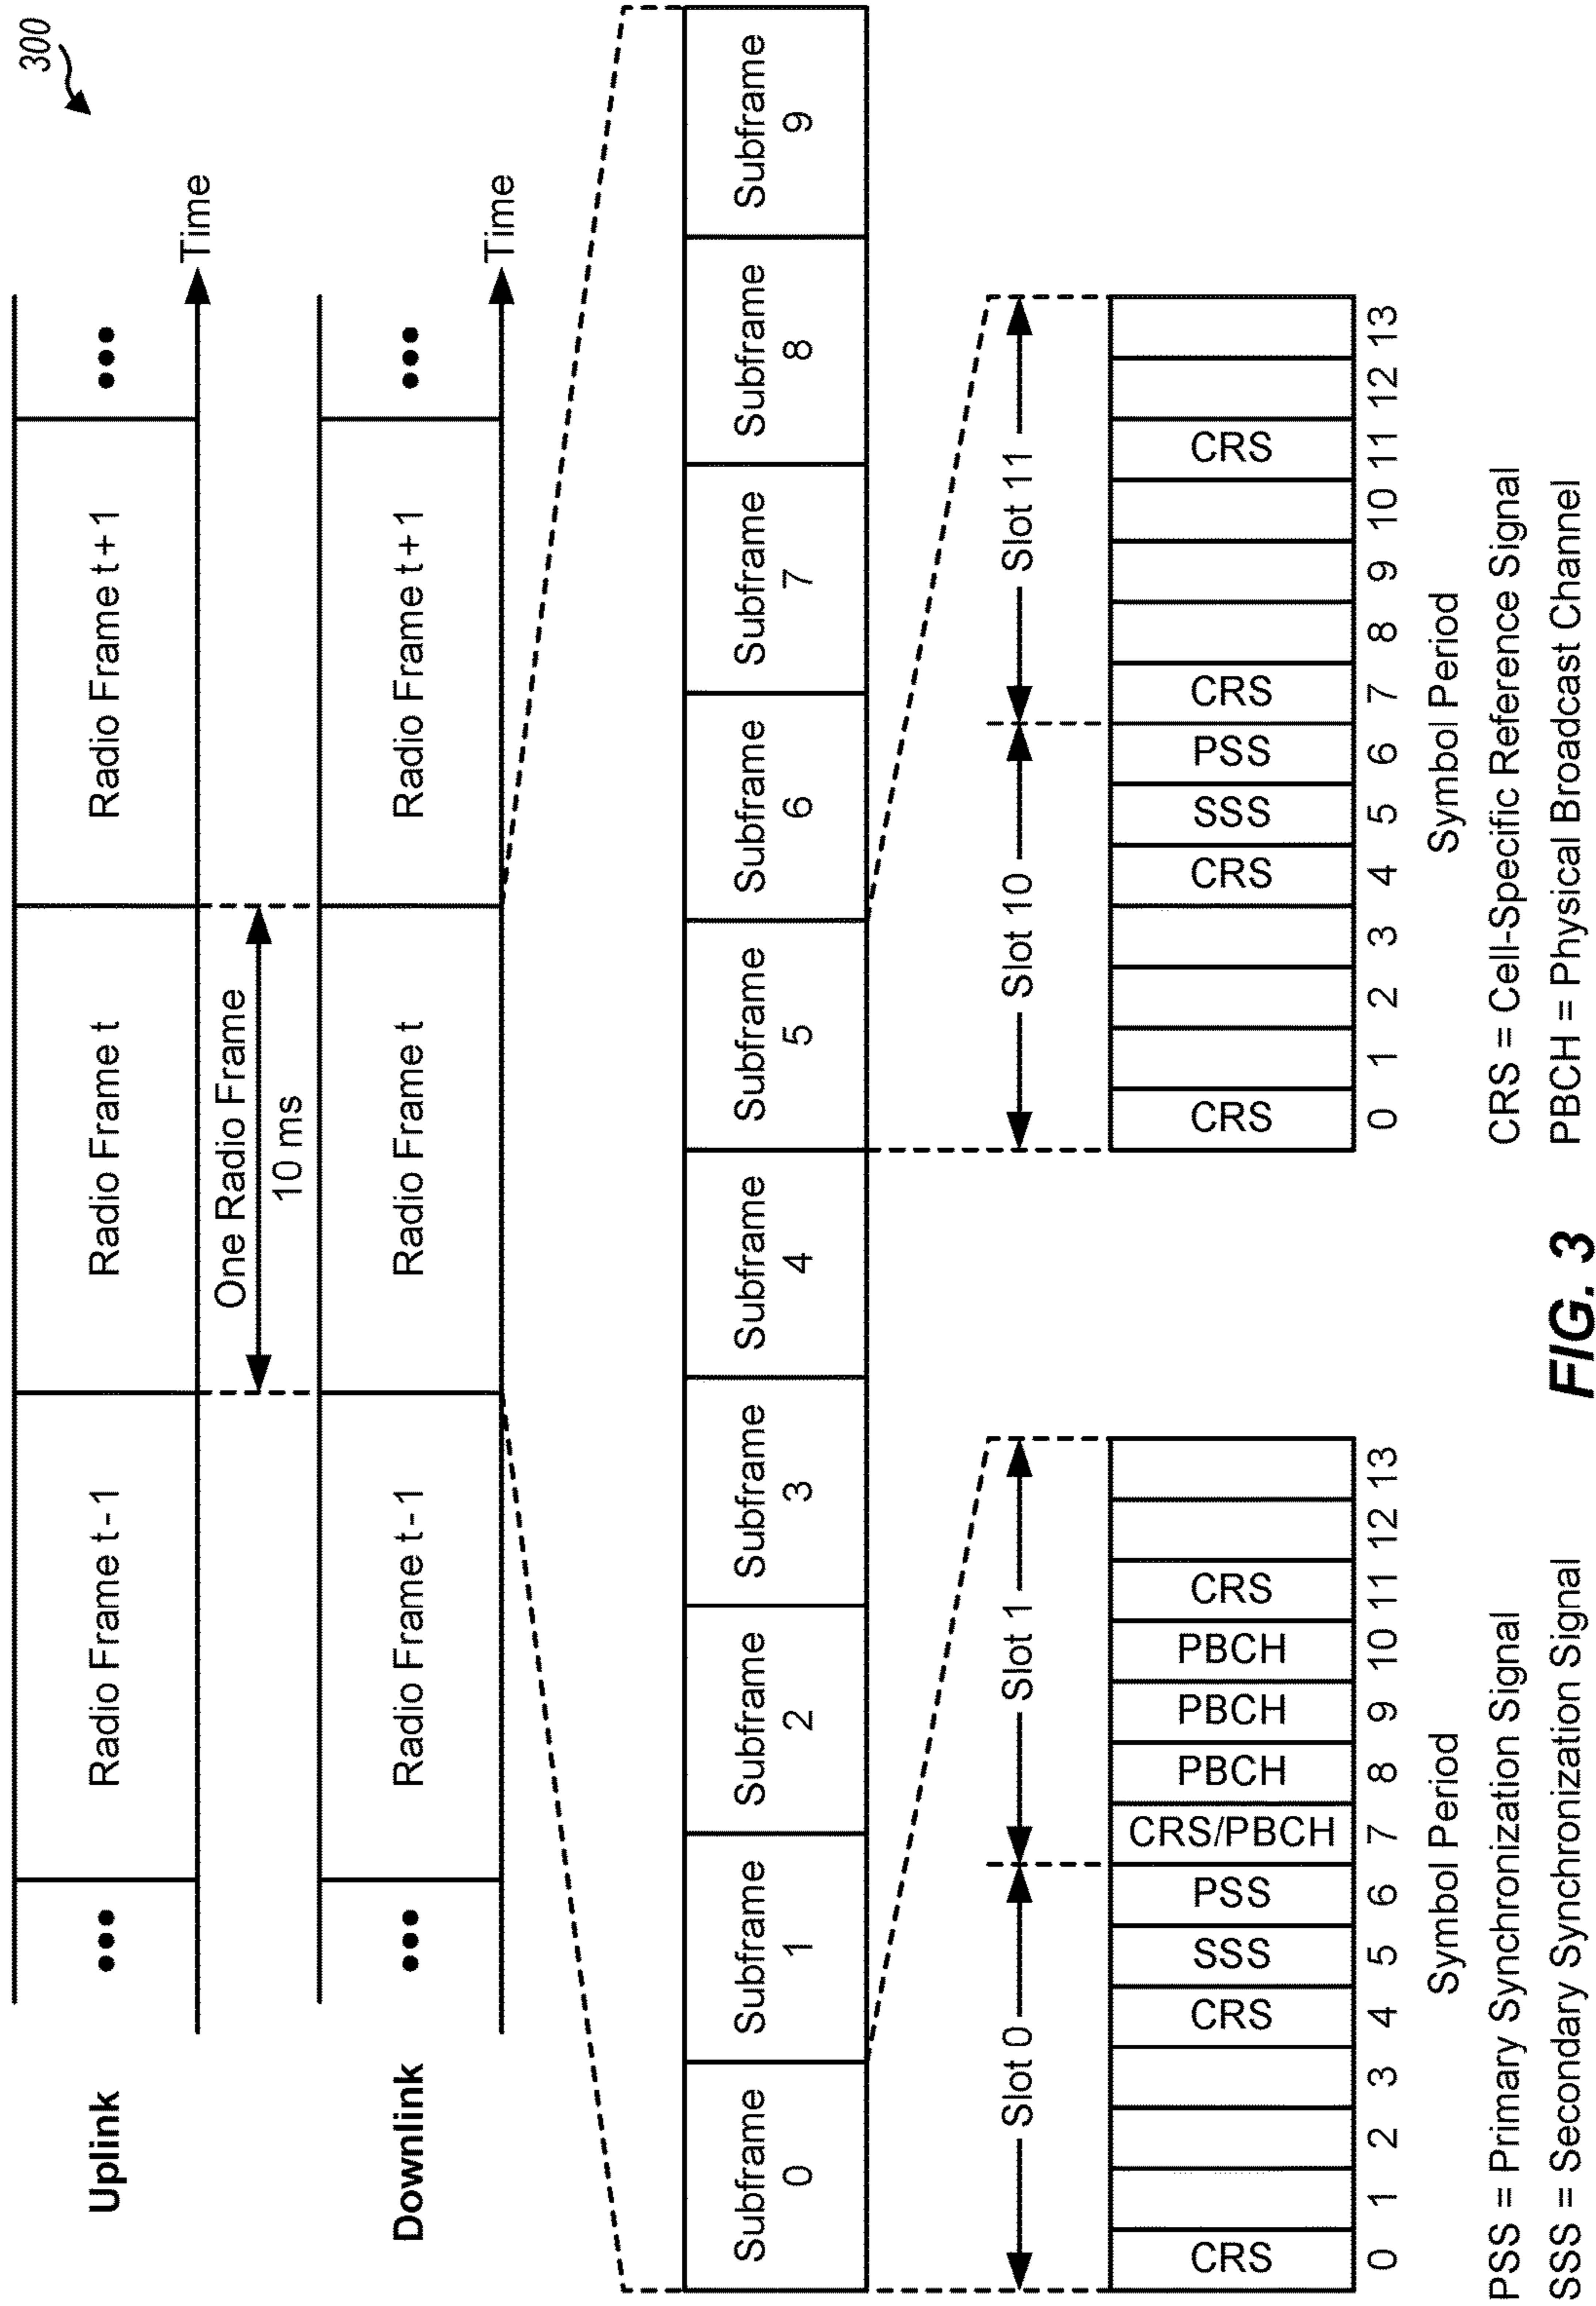 300
Uplink
••• Radio Frame t-1 Radio Frame t Radio Frame t+1 •••
Time
One Radio Frame
10 ms
Downlink
••• Radio Frame t-1 Radio Frame t Radio Frame t+1 •••
Time
Subframe Subframe Subframe Subframe Subframe Subframe Subframe Subframe Subframe Subframe
0 1 2 3 4 5 6 7 8 9
Slot 0 Slot 1 Slot 10 Slot 11
CRS CRS SSS PSS CRS/PBCH PBCH PBCH PBCH CRS
0 1 2 3 4 5 6 7 8 9 10 11 12 13
Symbol Period
CRS CRS SSS PSS CRS CRS
0 1 2 3 4 5 6 7 8 9 10 11 12 13
Symbol Period
PSS = Primary Synchronization Signal
SSS = Secondary Synchronization Signal
CRS = Cell-Specific Reference Signal
PBCH = Physical Broadcast Channel
FIG. 3